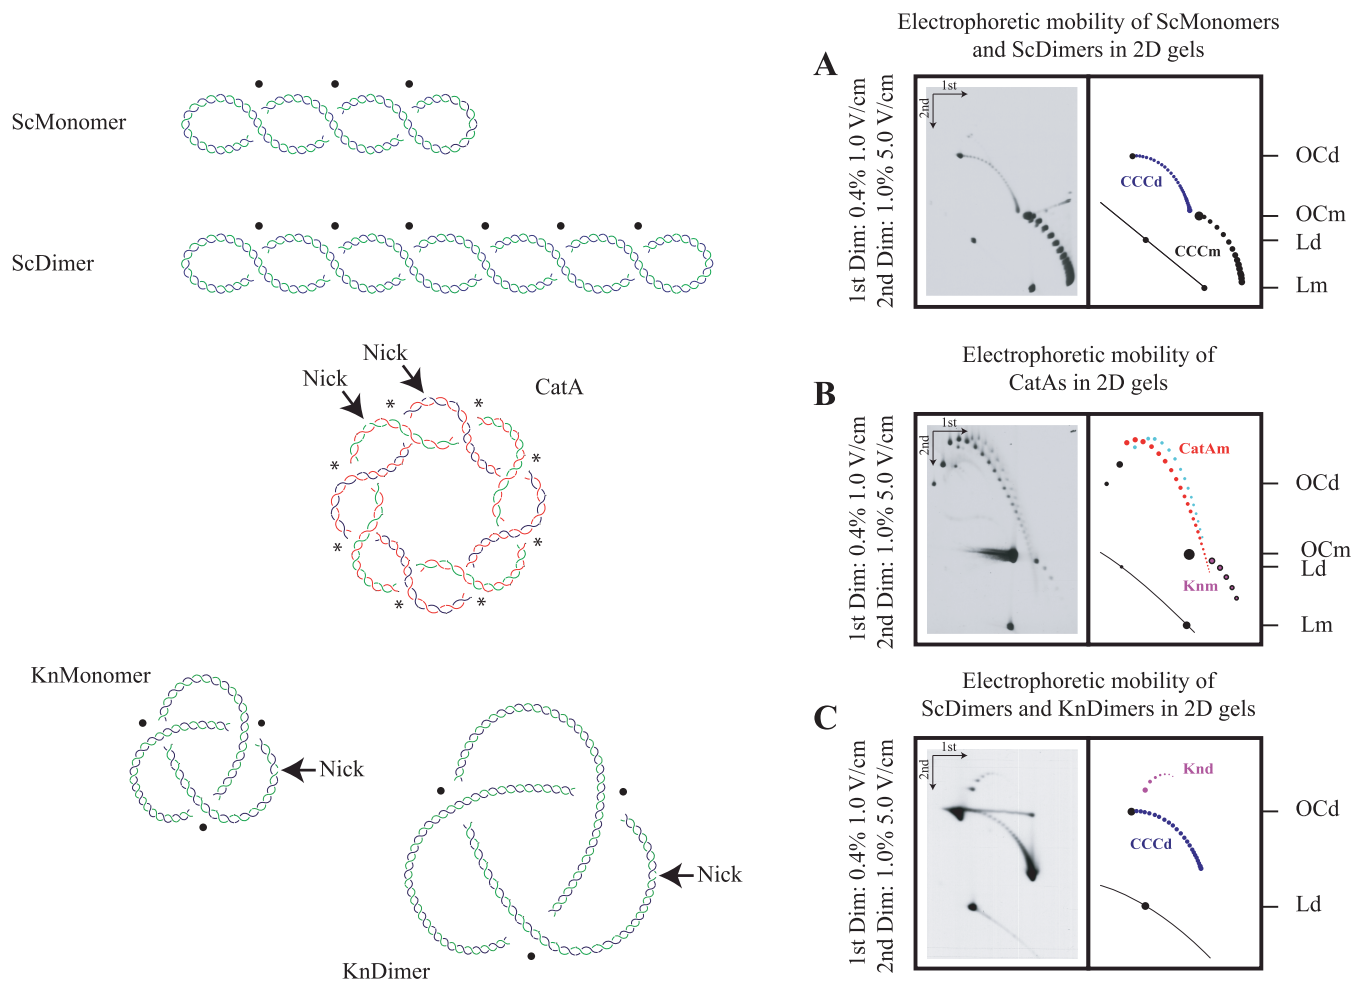 ScMonomer
ScDimer
Nick
Nick
CatA
*
*
*
*
*
*
*
*
KnMonomer
Nick
KnDimer
Nick
Electrophoretic mobility of ScMonomers
and ScDimers in 2D gels
A
1st Dim: 0.4% 1.0 V/cm
2nd Dim: 1.0% 5.0 V/cm
1st
2nd
CCCd
CCCm
OCd
OCm
Ld
Lm
Electrophoretic mobility of
CatAs in 2D gels
B
1st Dim: 0.4% 1.0 V/cm
2nd Dim: 1.0% 5.0 V/cm
1st
2nd
CatAm
Knm
OCd
OCm
Ld
Lm
Electrophoretic mobility of
ScDimers and KnDimers in 2D gels
C
1st Dim: 0.4% 1.0 V/cm
2nd Dim: 1.0% 5.0 V/cm
1st
2nd
Knd
CCCd
OCd
Ld